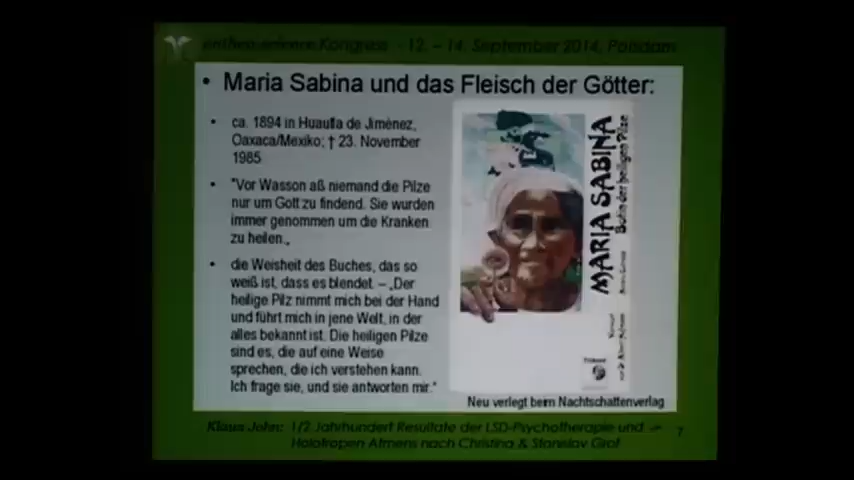 entheo-science Kongress - 12. – 14. September 2014, Potsdam
• Maria Sabina und das Fleisch der Götter:
• ca. 1894 in Huautla de Jiménez,
Oaxaca/Mexiko; † 23. November
1985
• "Vor Wasson aß niemand die Pilze
nur um Gott zu findend. Sie wurden
immer genommen um die Kranken
zu heilen.„
• die Weisheit des Buches, das so
weiß ist, dass es blendet. – „Der
heilige Pilz nimmt mich bei der Hand
und führt mich in jene Welt, in der
alles bekannt ist. Die heiligen Pilze
sind es, die auf eine Weise
sprechen, die ich verstehen kann.
Ich frage sie, und sie antworten mir."
MARIA SABINA
Botin der heiligen Pilze
Neu verlegt beim Nachtschattenverlag
Klaus John: 1/2 Jahrhundert Resultate der LSD-Psychotherapie und
Holotropen Atmens nach Christina & Stanislav Grof
7